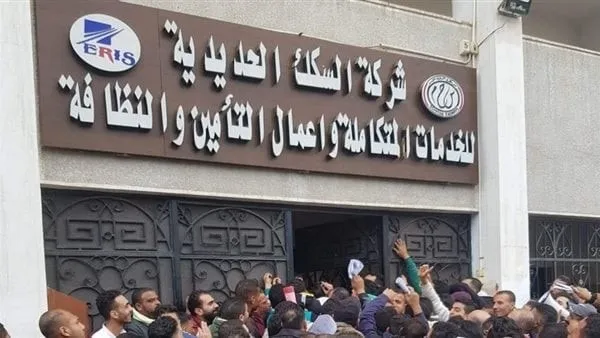 شركة السكك الحديدية
للخدمات المتكاملة واعمال التأمين والنظافة
ERIS